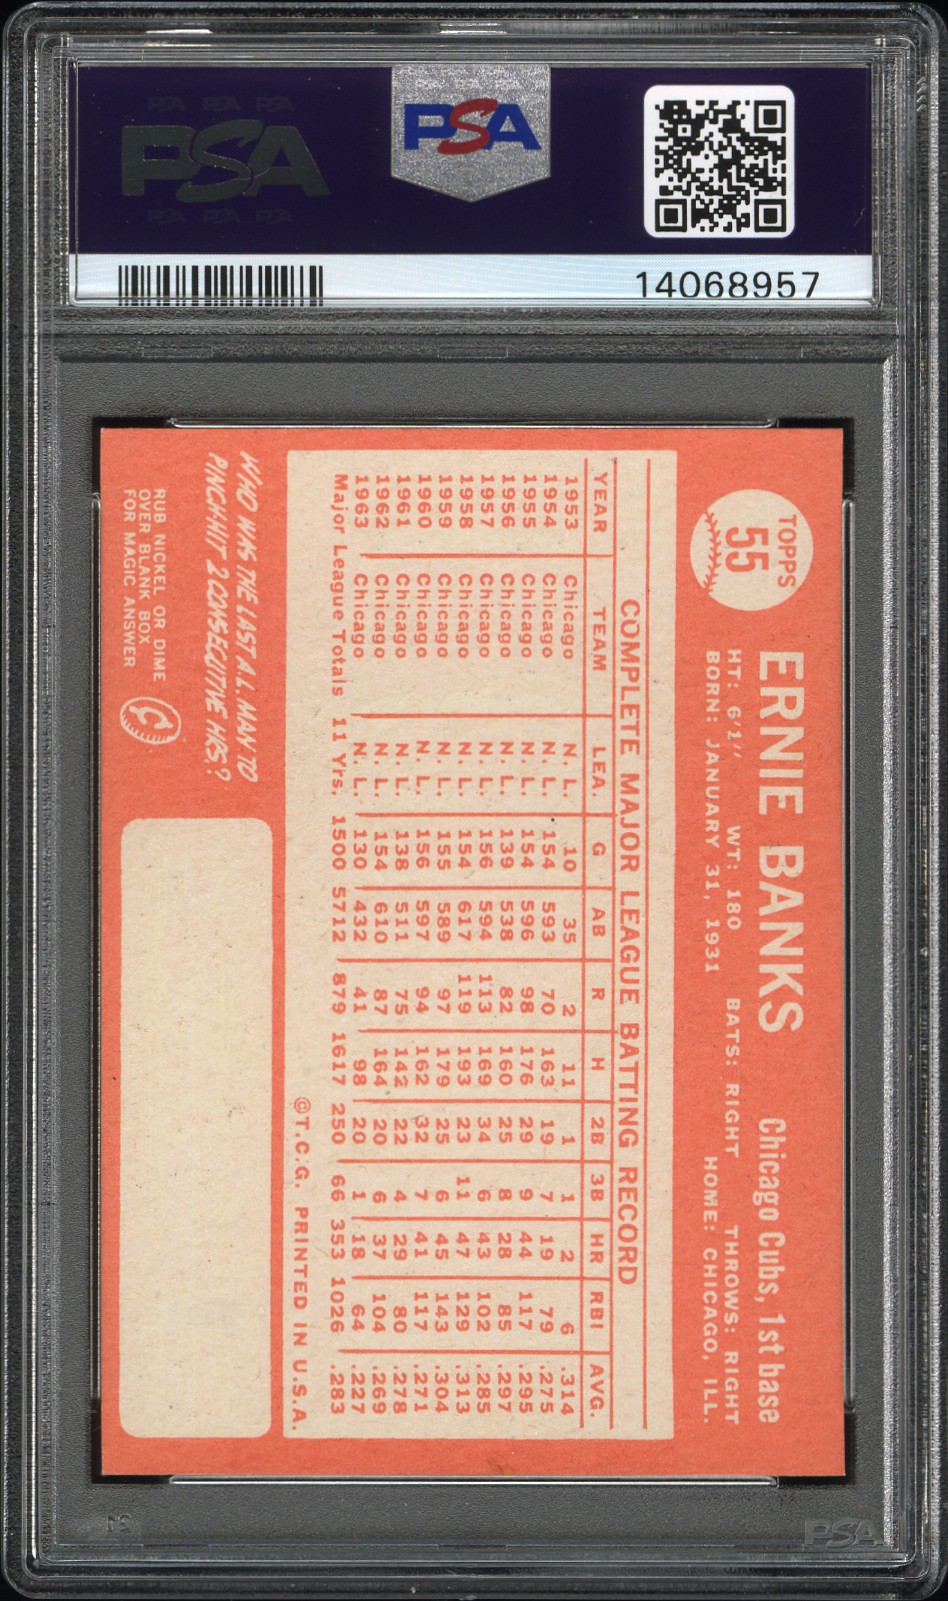 PSA PSA PSA
PSA
PSA PSA PSA
PSA
14068957
TOPPS
55
ERNIE BANKS Chicago Cubs, 1st base
HT: 6'1" WT: 180 BATS: RIGHT THROWS: RIGHT
BORN: JANUARY 31, 1931 HOME: CHICAGO, ILL.
COMPLETE MAJOR LEAGUE BATTING RECORD
YEAR TEAM LEA. G AB R H 2B 3B HR RBI AVG.
1953 Chicago N. L. 10 35 2 11 1 1 2 6 .314
1954 Chicago N. L. 154 593 70 163 19 7 19 79 .275
1955 Chicago N. L. 154 596 98 176 29 9 44 117 .295
1956 Chicago N. L. 139 538 82 160 25 8 28 85 .297
1957 Chicago N. L. 156 594 113 169 34 6 43 102 .285
1958 Chicago N. L. 154 617 119 193 23 11 47 129 .313
1959 Chicago N. L. 155 589 97 179 25 6 45 143 .304
1960 Chicago N. L. 156 597 94 162 32 7 41 117 .271
1961 Chicago N. L. 138 511 75 142 22 4 29 80 .278
1962 Chicago N. L. 154 610 87 164 20 6 37 104 .269
1963 Chicago N. L. 130 432 41 98 20 1 18 64 .227
Major League Totals 11 Yrs. 1500 5712 879 1617 250 66 353 1026 .283
©T.C.G. PRINTED IN U.S.A.
WHO WAS THE LAST A.L. MAN TO
PINCH-HIT 2 CONSECUTIVE HRS?
RUB NICKEL OR DIME
OVER BLANK BOX
FOR MAGIC ANSWER
C
PSA